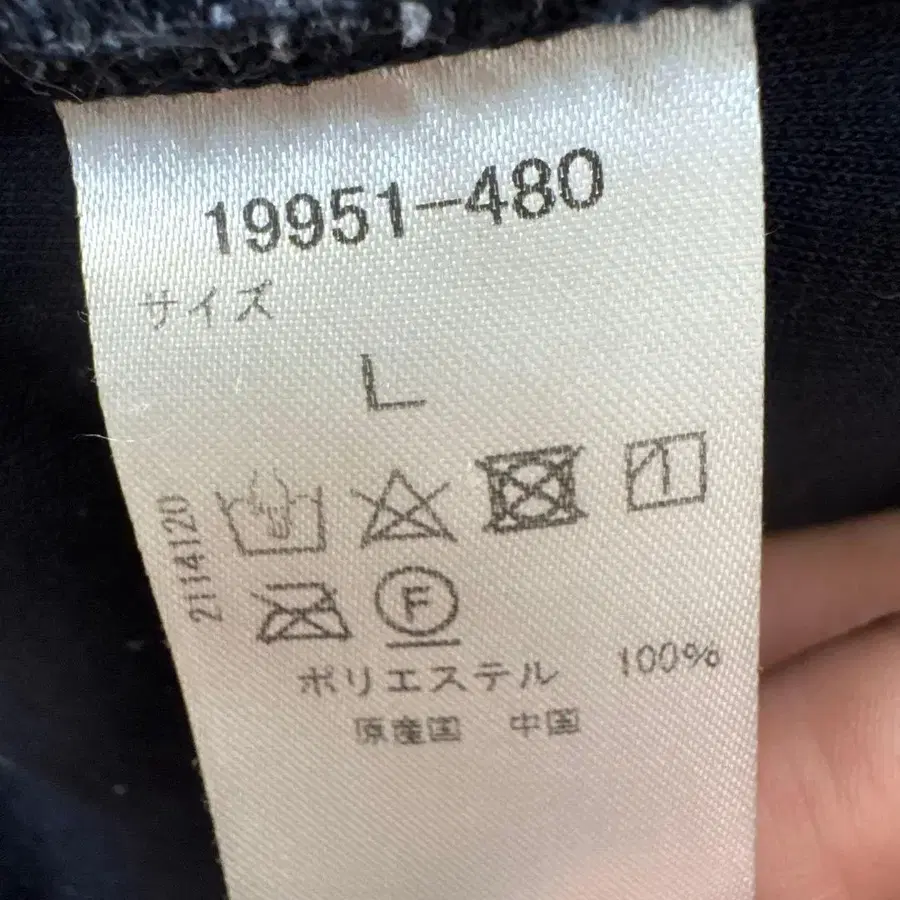 19951-480
サイズ
L
2114120
F
ポリエステル 100%
原産国 中国